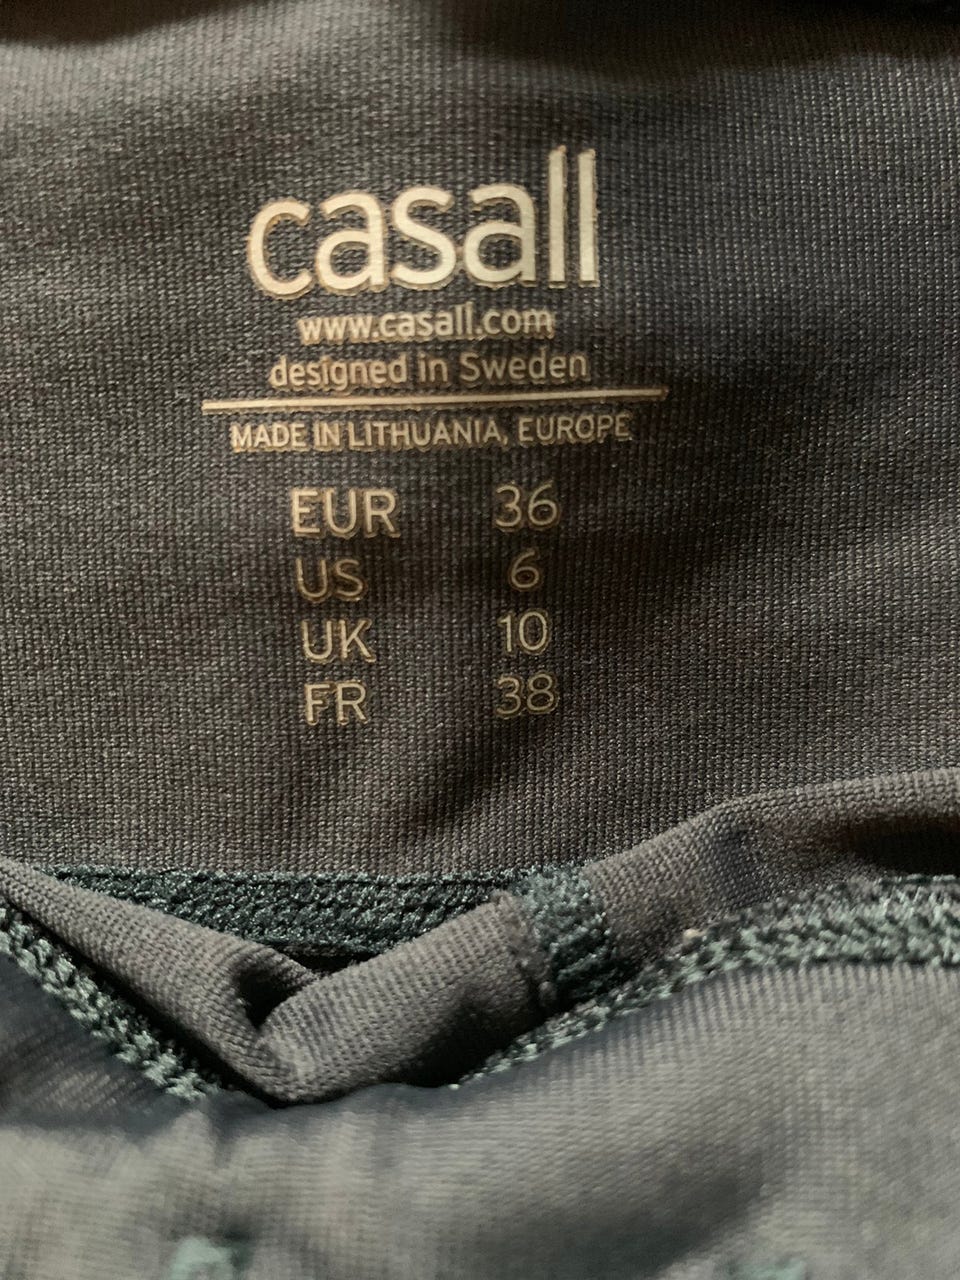 casall
www.casall.com
designed in Sweden
MADE IN LITHUANIA, EUROPE
EUR 36
US 6
UK 10
FR 38